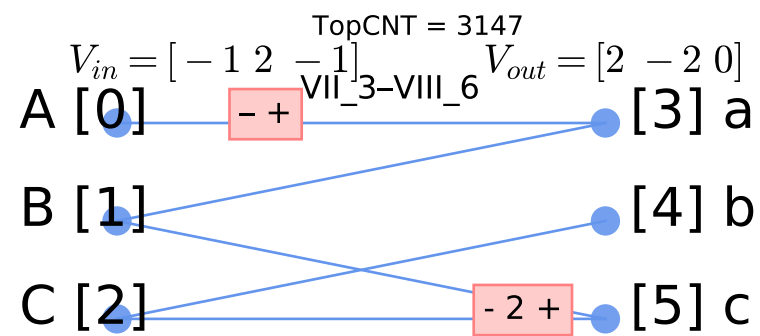 TopCNT = 3147
V_in = [ − 1 2 − 1] V_out = [2 − 2 0]
VII_3–VIII_6
A [0] – + [3] a
B [1] [4] b
C [2] - 2 + [5] c